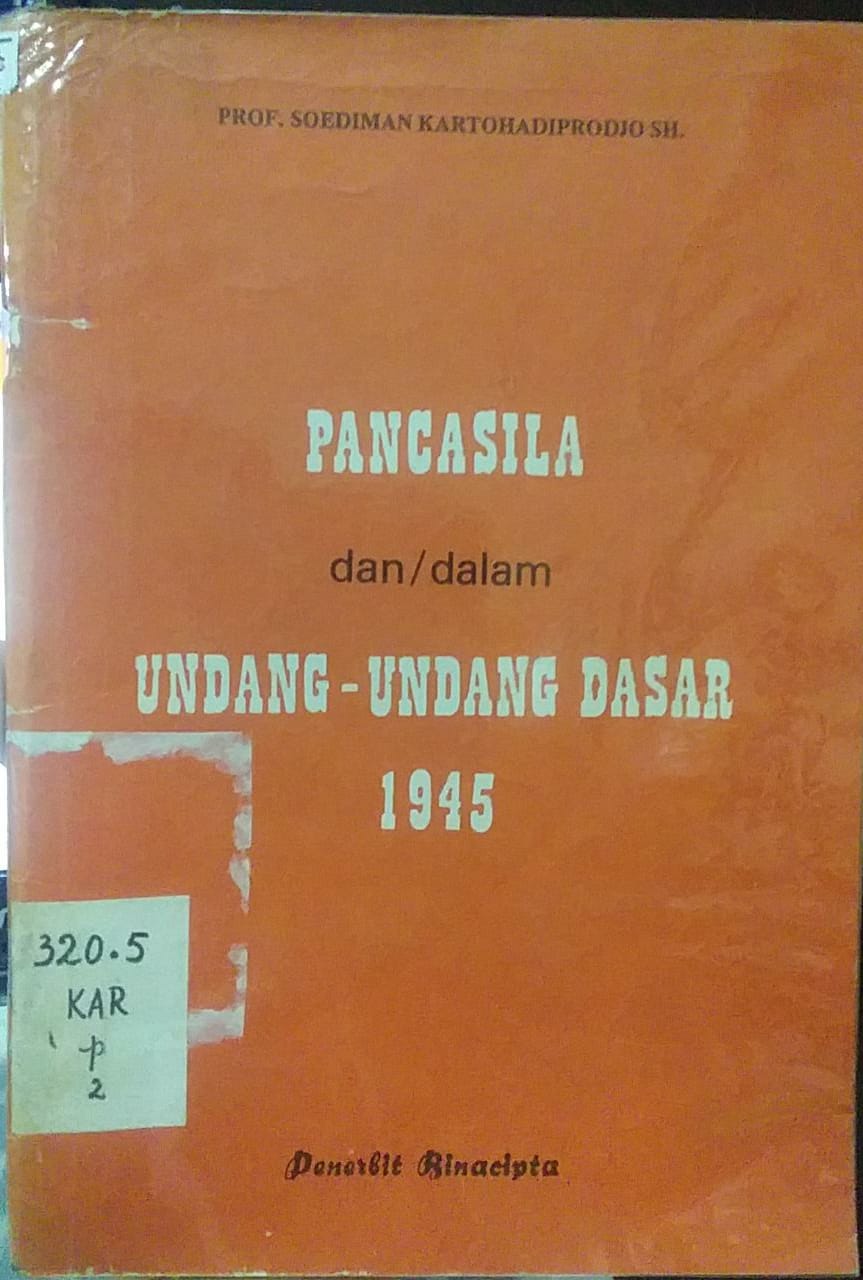 PROF. SOEDIMAN KARTOHADIPRODJO SH.
PANCASILA
dan/dalam
UNDANG-UNDANG DASAR
1945
320.5
KAR
p
2
Penerbit Binacipta